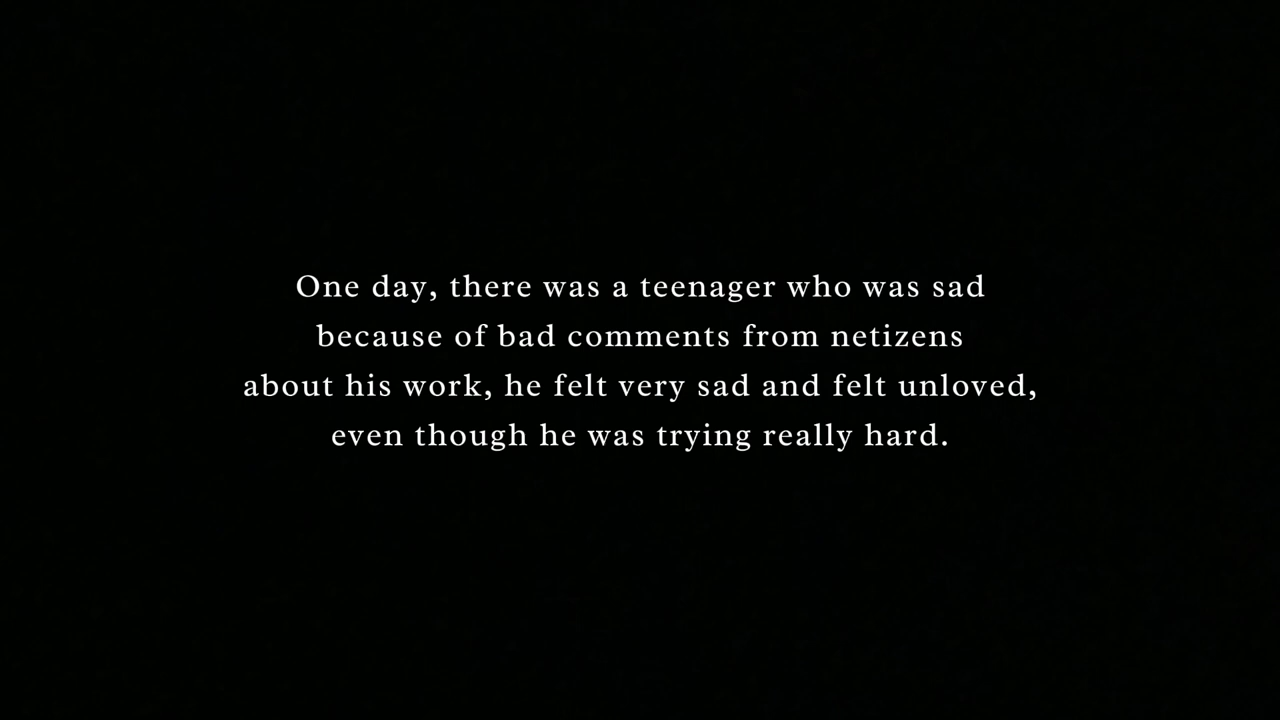 One day, there was a teenager who was sad
because of bad comments from netizens
about his work, he felt very sad and felt unloved,
even though he was trying really hard.